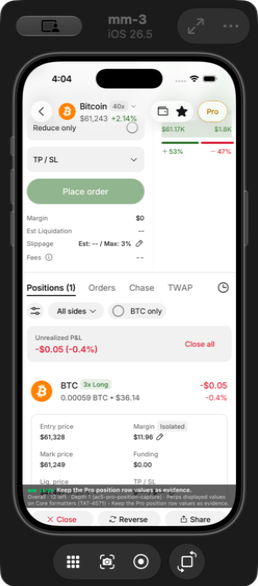 mm-3
iOS 26.5
4:04
Bitcoin 40x
$61,243 +2.14%
Pro
Reduce only
$61.17K $1.8K
+53% −47%
TP / SL
Place order
Margin $0
Est Liquidation --
Slippage Est: -- / Max: 3%
Fees --
Positions (1) Orders Chase TWAP
All sides BTC only
Unrealized P&L
-$0.05 (-0.4%)
Close all
BTC 3x Long -$0.05
0.00059 BTC • $36.14 -0.4%
Entry price Margin Isolated
$61,328 $11.96
Mark price Funding
$61,249 $0.00
Liq. price TP / SL
Keep the Pro position row values as evidence.
Close Reverse Share